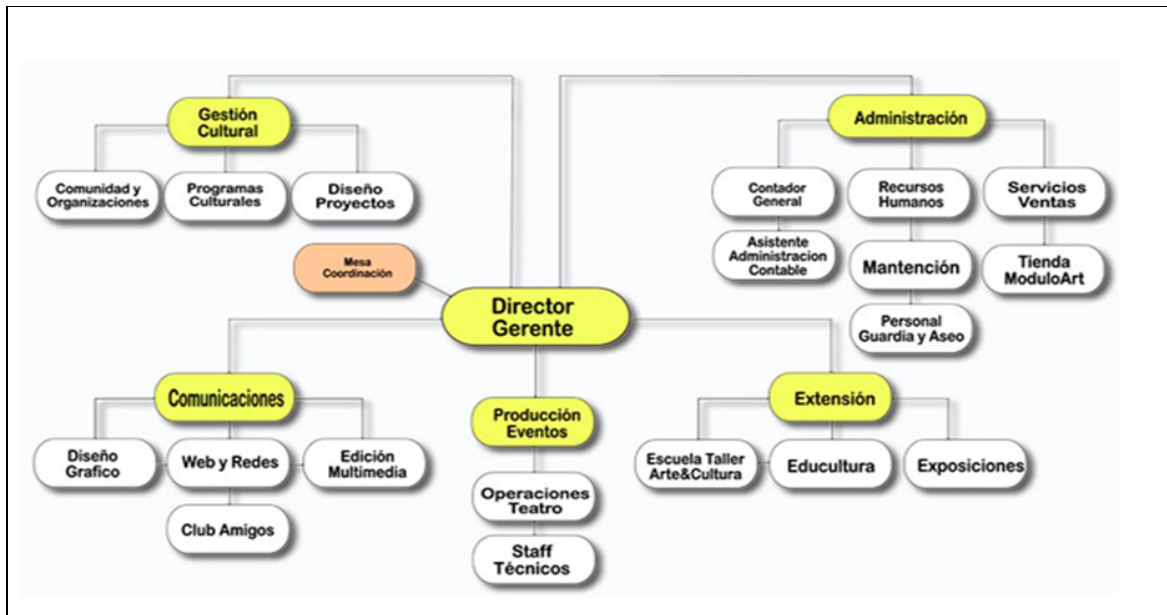 Gestión
Cultural
Administración
Comunidad y
Organizaciones
Programas
Culturales
Diseño
Proyectos
Contador
General
Recursos
Humanos
Servicios
Ventas
Asistente
Administracion
Contable
Mantención
Tienda
ModuloArt
Mesa
Coordinación
Director
Gerente
Personal
Guardia y Aseo
Comunicaciones
Producción
Eventos
Extensión
Diseño
Grafico
Web y Redes
Edición
Multimedia
Escuela Taller
Arte&Cultura
Educultura
Exposiciones
Operaciones
Teatro
Club Amigos
Staff
Técnicos